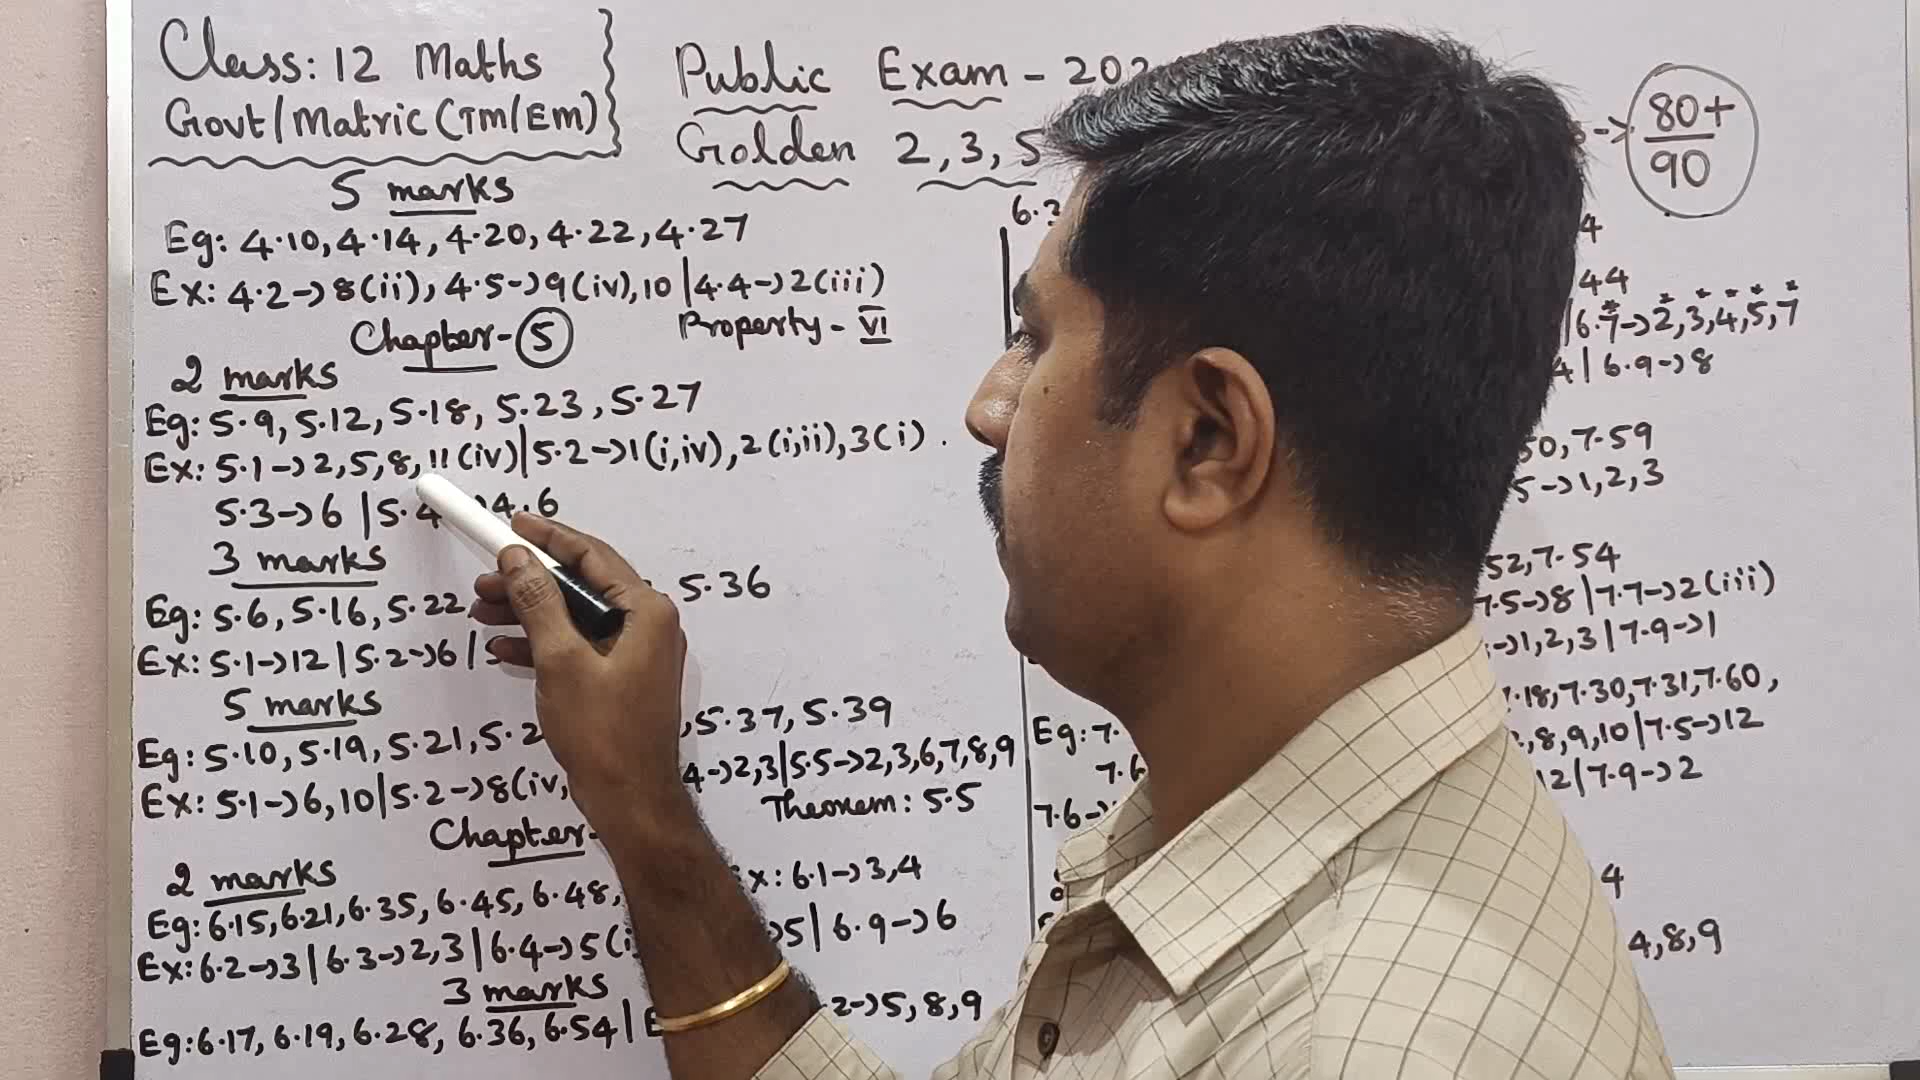 Class: 12 Maths
Govt/Matric (TM/EM)
Public Exam - 202
Golden 2,3,5
80+
90
5 marks
Eg: 4.10, 4.14, 4.20, 4.22, 4.27
Ex: 4.2→8(ii), 4.5→9(iv),10 | 4.4→2(iii)
Property - VI
Chapter - 5
2 marks
Eg: 5.9, 5.12, 5.18, 5.23, 5.27
Ex: 5.1→2,5,8,11(iv) | 5.2→1(i,iv), 2(i,ii), 3(i).
5.3→6 | 5.4→4,6
3 marks
Eg: 5.6, 5.16, 5.22, 5.36
Ex: 5.1→12 | 5.2→6 |
5 marks
Eg: 5.10, 5.19, 5.21, 5.2 ,5.37, 5.39
Ex: 5.1→6,10 | 5.2→8(iv, 4→2,3 | 5.5→2,3,6,7,8,9
Theorem: 5.5
Chapter-
2 marks
Eg: 6.15, 6.21, 6.35, 6.45, 6.48, Ex: 6.1→3,4
Ex: 6.2→3 | 6.3→2,3 | 6.4→5(i →5 | 6.9→6
3 marks
Eg: 6.17, 6.19, 6.28, 6.36, 6.54 | E 2→5,8,9
6.3 4
44
| 6.7*→2*,3*,4*,5*,7*
4 | 6.9→8
50, 7.59
5→1,2,3
52, 7.54
7.5→8 | 7.7→2(iii)
→1,2,3 | 7.9→1
Eg: 7. 7.18, 7.30, 7.31, 7.60,
7.6 ,8,9,10 | 7.5→12
7.6→ 12 | 7.9→2
4
4,8,9